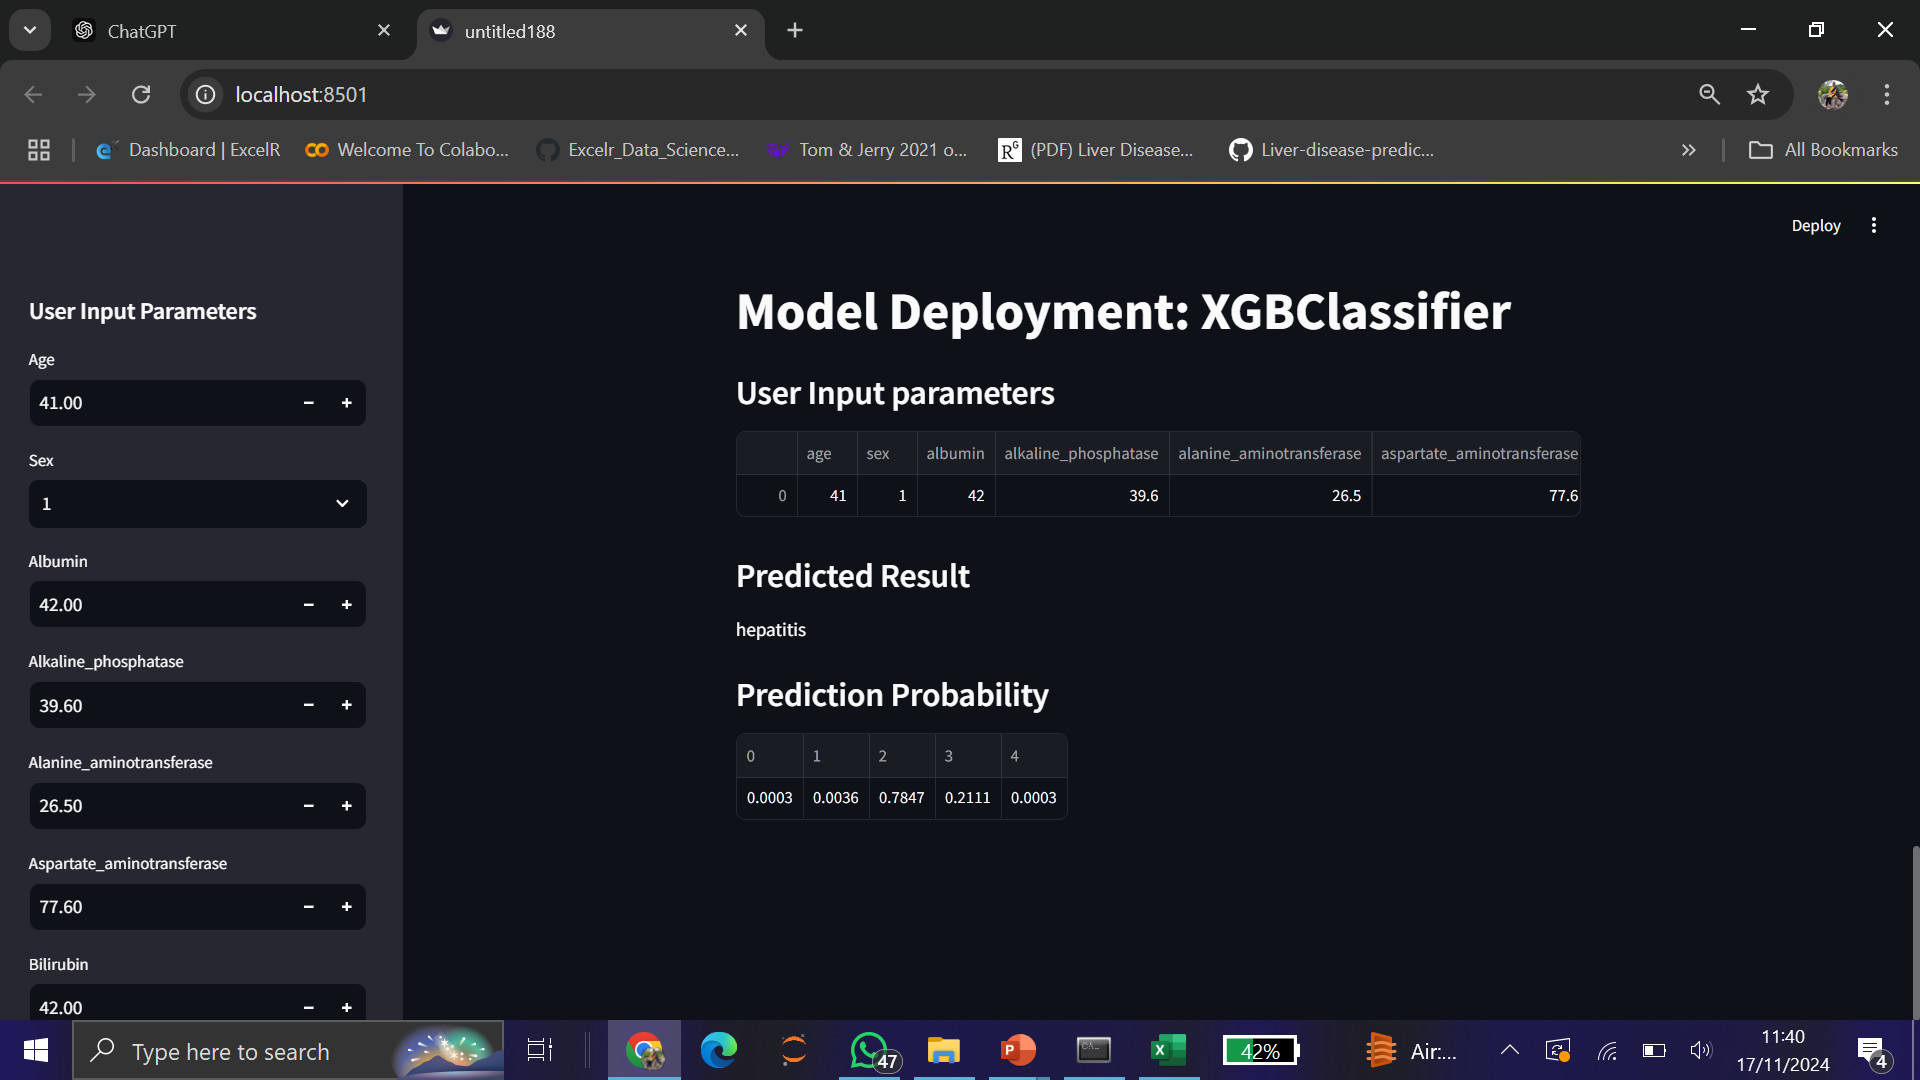 ChatGPT
untitled188
localhost:8501
Dashboard | ExcelR
Welcome To Colabo...
Excelr_Data_Science...
Tom & Jerry 2021 o...
(PDF) Liver Disease...
Liver-disease-predic...
All Bookmarks
Deploy
User Input Parameters
Age
41.00
Sex
1
Albumin
42.00
Alkaline_phosphatase
39.60
Alanine_aminotransferase
26.50
Aspartate_aminotransferase
77.60
Bilirubin
42.00
Model Deployment: XGBClassifier
User Input parameters
age sex albumin alkaline_phosphatase alanine_aminotransferase aspartate_aminotransferase
0 41 1 42 39.6 26.5 77.6
Predicted Result
hepatitis
Prediction Probability
0 1 2 3 4
0.0003 0.0036 0.7847 0.2111 0.0003
Type here to search
47
42%
Air:...
11:40
17/11/2024
4